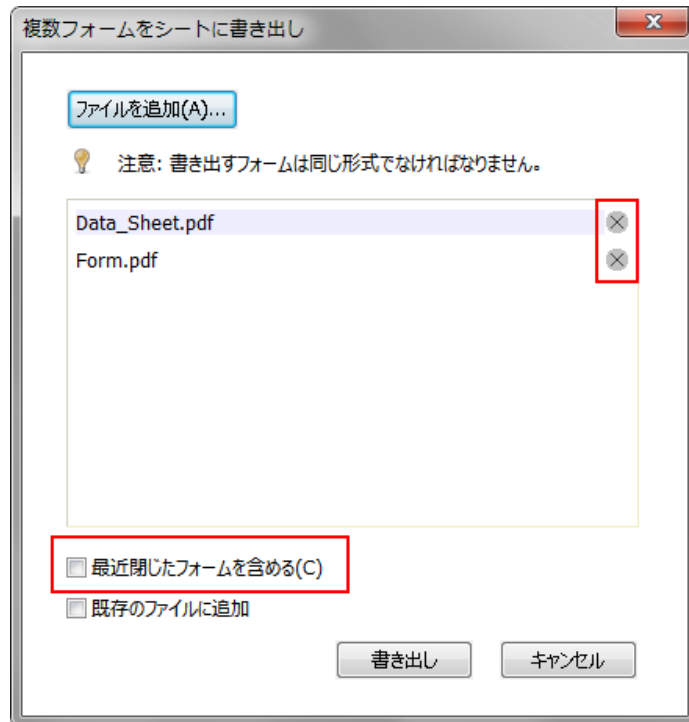 複数フォームをシートに書き出し
ファイルを追加(A)...
注意: 書き出すフォームは同じ形式でなければなりません。
Data_Sheet.pdf
Form.pdf
最近閉じたフォームを含める(C)
既存のファイルに追加
書き出し キャンセル